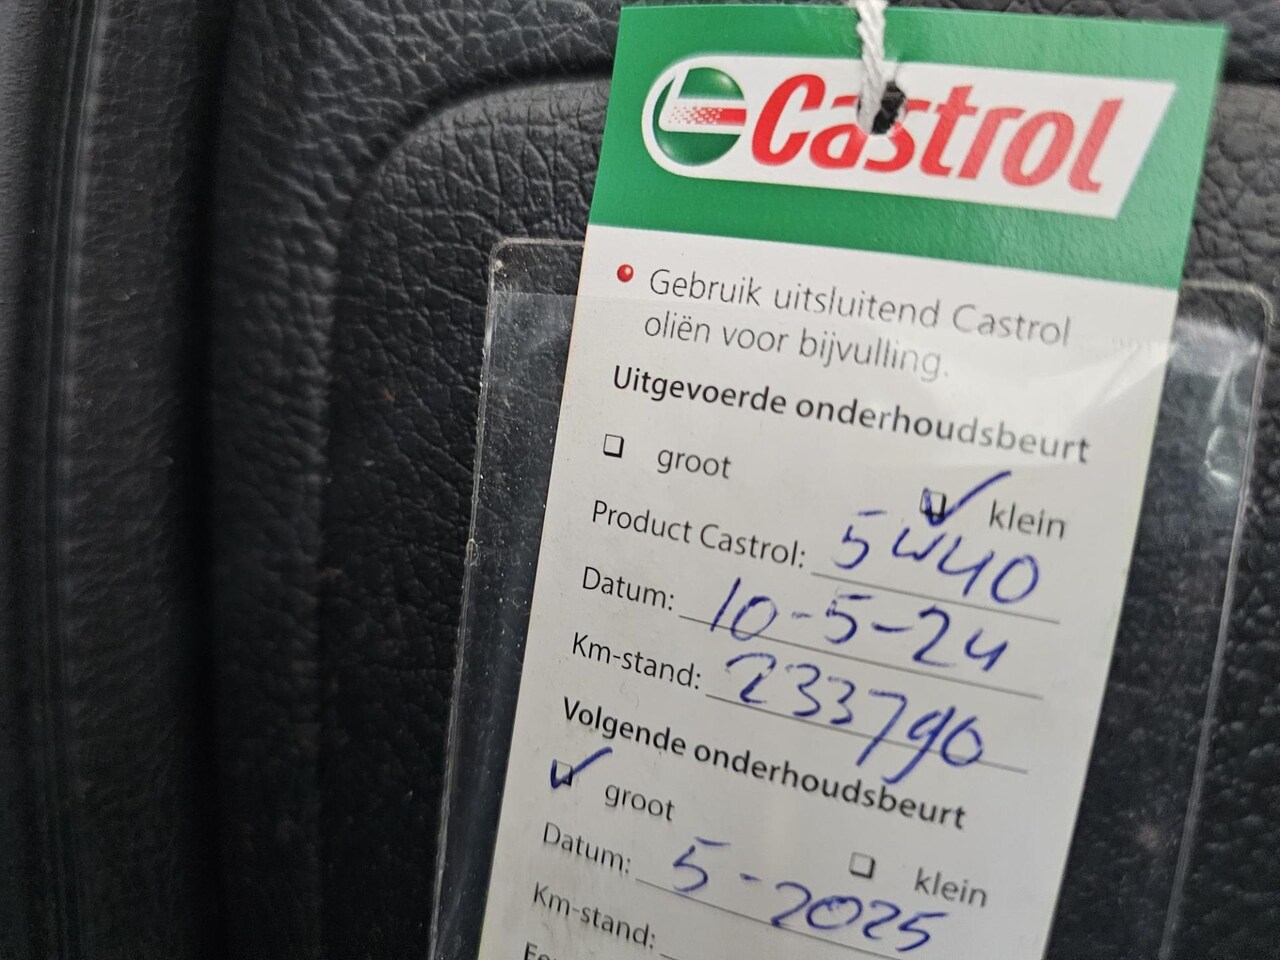 Castrol
Gebruik uitsluitend Castrol
oliën voor bijvulling.
Uitgevoerde onderhoudsbeurt
groot klein
Product Castrol: 5W40
Datum: 10-5-24
Km-stand: 233790
Volgende onderhoudsbeurt
groot klein
Datum: 5-2025
Km-stand: